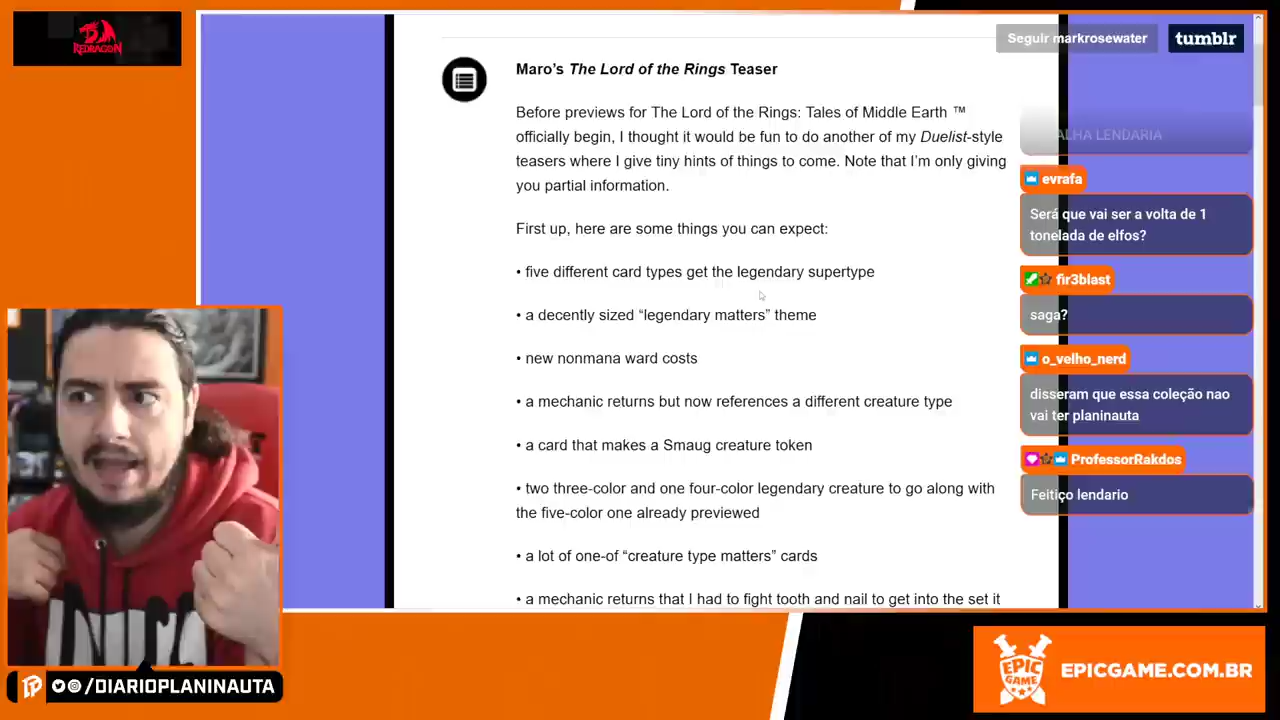 REDRAGON
Seguir markrosewater
tumblr
Maro's The Lord of the Rings Teaser
Before previews for The Lord of the Rings: Tales of Middle Earth ™
officially begin, I thought it would be fun to do another of my Duelist-style
teasers where I give tiny hints of things to come. Note that I'm only giving
you partial information.
First up, here are some things you can expect:
• five different card types get the legendary supertype
• a decently sized “legendary matters” theme
• new nonmana ward costs
• a mechanic returns but now references a different creature type
• a card that makes a Smaug creature token
• two three-color and one four-color legendary creature to go along with
the five-color one already previewed
• a lot of one-of “creature type matters” cards
• a mechanic returns that I had to fight tooth and nail to get into the set it
LENDARIA
evrafa
Será que vai ser a volta de 1
tonelada de elfos?
fir3blast
saga?
o_velho_nerd
disseram que essa coleção nao
vai ter planinauta
ProfessorRakdos
Feitiço lendario
/DIARIOPLANINAUTA
EPIC
GAME
EPICGAME.COM.BR